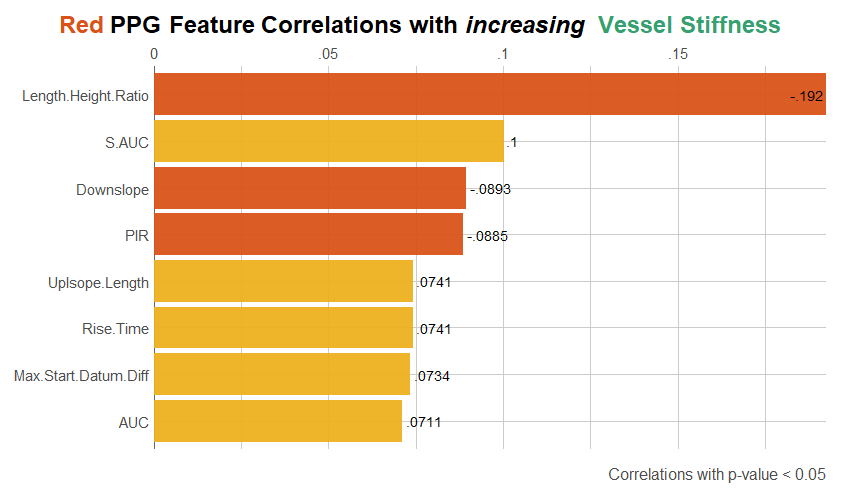 Red PPG Feature Correlations with increasing Vessel Stiffness
0 .05 .1 .15
Length.Height.Ratio -.192
S.AUC .1
Downslope -.0893
PIR -.0885
Uplsope.Length .0741
Rise.Time .0741
Max.Start.Datum.Diff .0734
AUC .0711
Correlations with p-value < 0.05